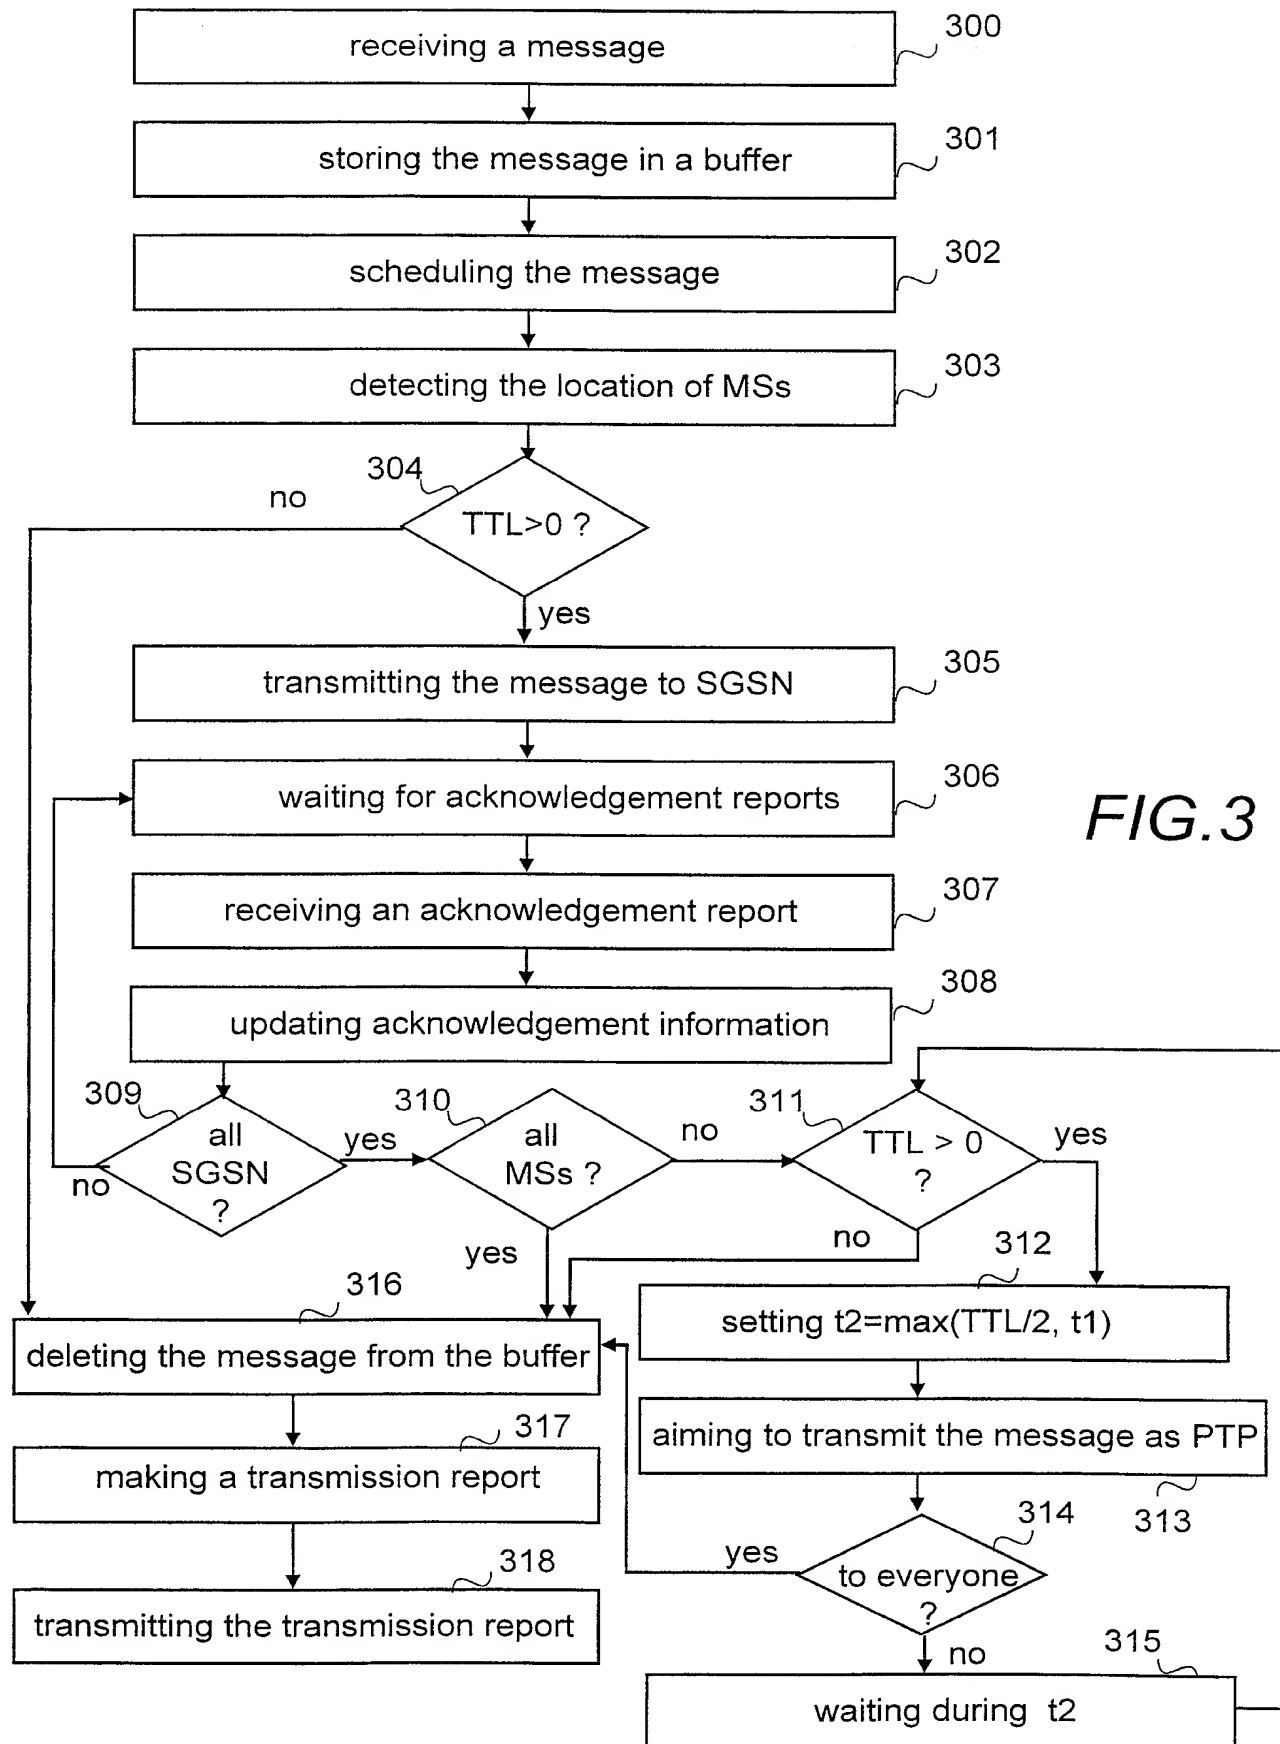 receiving a message
300
storing the message in a buffer
301
scheduling the message
302
detecting the location of MSs
303
304
no
TTL>0 ?
yes
transmitting the message to SGSN
305
waiting for acknowledgement reports
306
FIG.3
receiving an acknowledgement report
307
updating acknowledgement information
308
309
all
SGSN
?
no
yes
310
all
MSs ?
no
yes
311
TTL > 0
?
yes
no
312
setting t2=max(TTL/2, t1)
316
deleting the message from the buffer
aiming to transmit the message as PTP
313
317
making a transmission report
314
to everyone
?
yes
no
318
transmitting the transmission report
315
waiting during t2